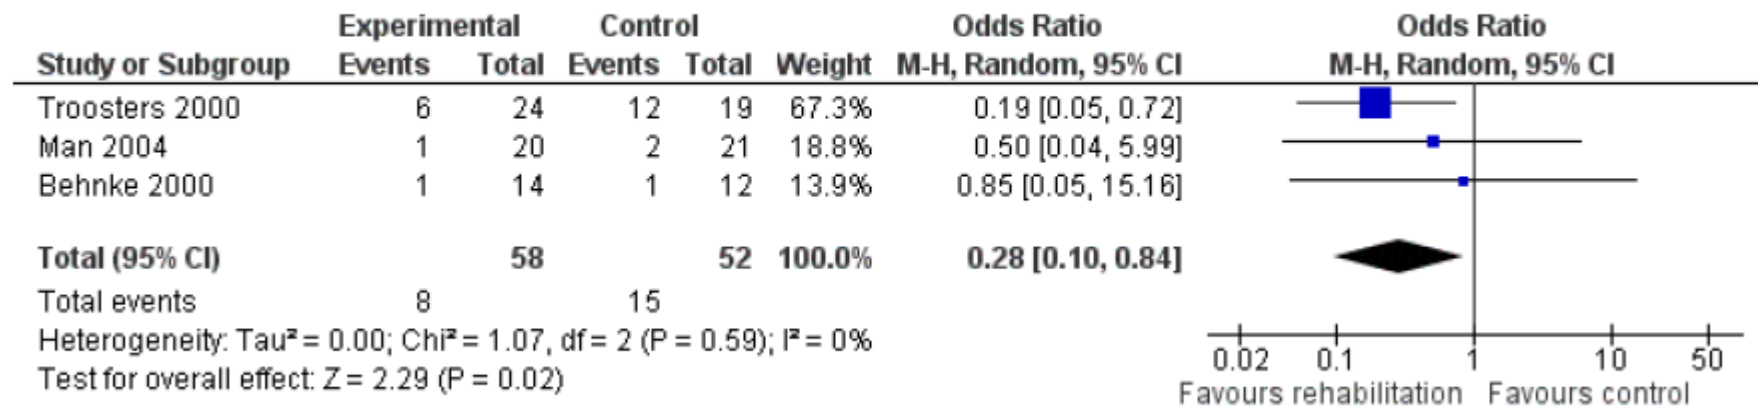 Experimental Control Odds Ratio Odds Ratio
Study or Subgroup Events Total Events Total Weight M-H, Random, 95% CI M-H, Random, 95% CI
Troosters 2000 6 24 12 19 67.3% 0.19 [0.05, 0.72]
Man 2004 1 20 2 21 18.8% 0.50 [0.04, 5.99]
Behnke 2000 1 14 1 12 13.9% 0.85 [0.05, 15.16]
Total (95% CI) 58 52 100.0% 0.28 [0.10, 0.84]
Total events 8 15
Heterogeneity: Tau² = 0.00; Chi² = 1.07, df = 2 (P = 0.59); I² = 0%
Test for overall effect: Z = 2.29 (P = 0.02)
0.02 0.1 1 10 50
Favours rehabilitation Favours control